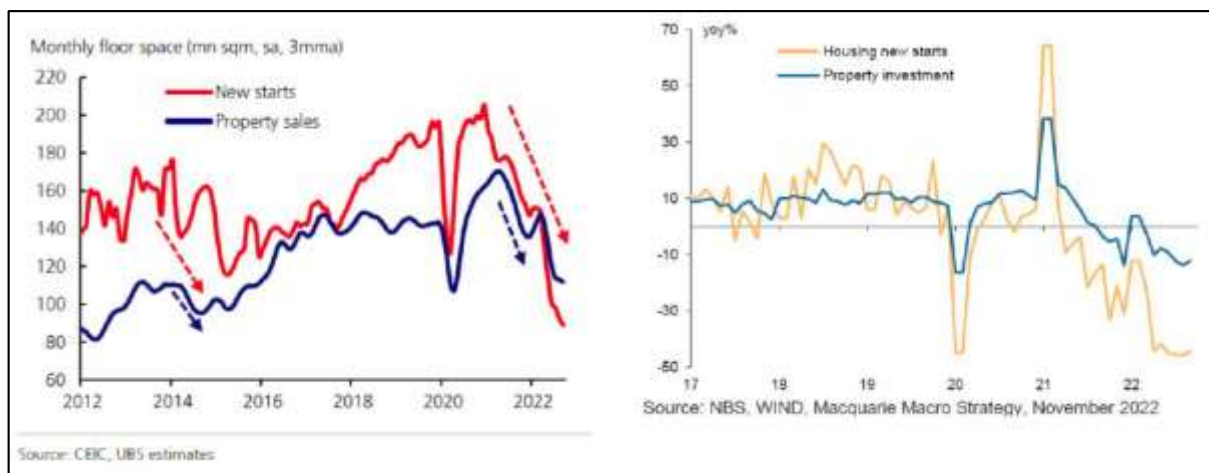 Monthly floor space (mn sqm, sa, 3mma)
220
200
180
160
140
120
100
80
60
New starts
Property sales
2012 2014 2016 2018 2020 2022
Source: CEIC, UBS estimates
yoy%
70
50
30
10
-10
-30
-50
Housing new starts
Property investment
17 18 19 20 21 22
Source: NBS, WIND, Macquarie Macro Strategy, November 2022